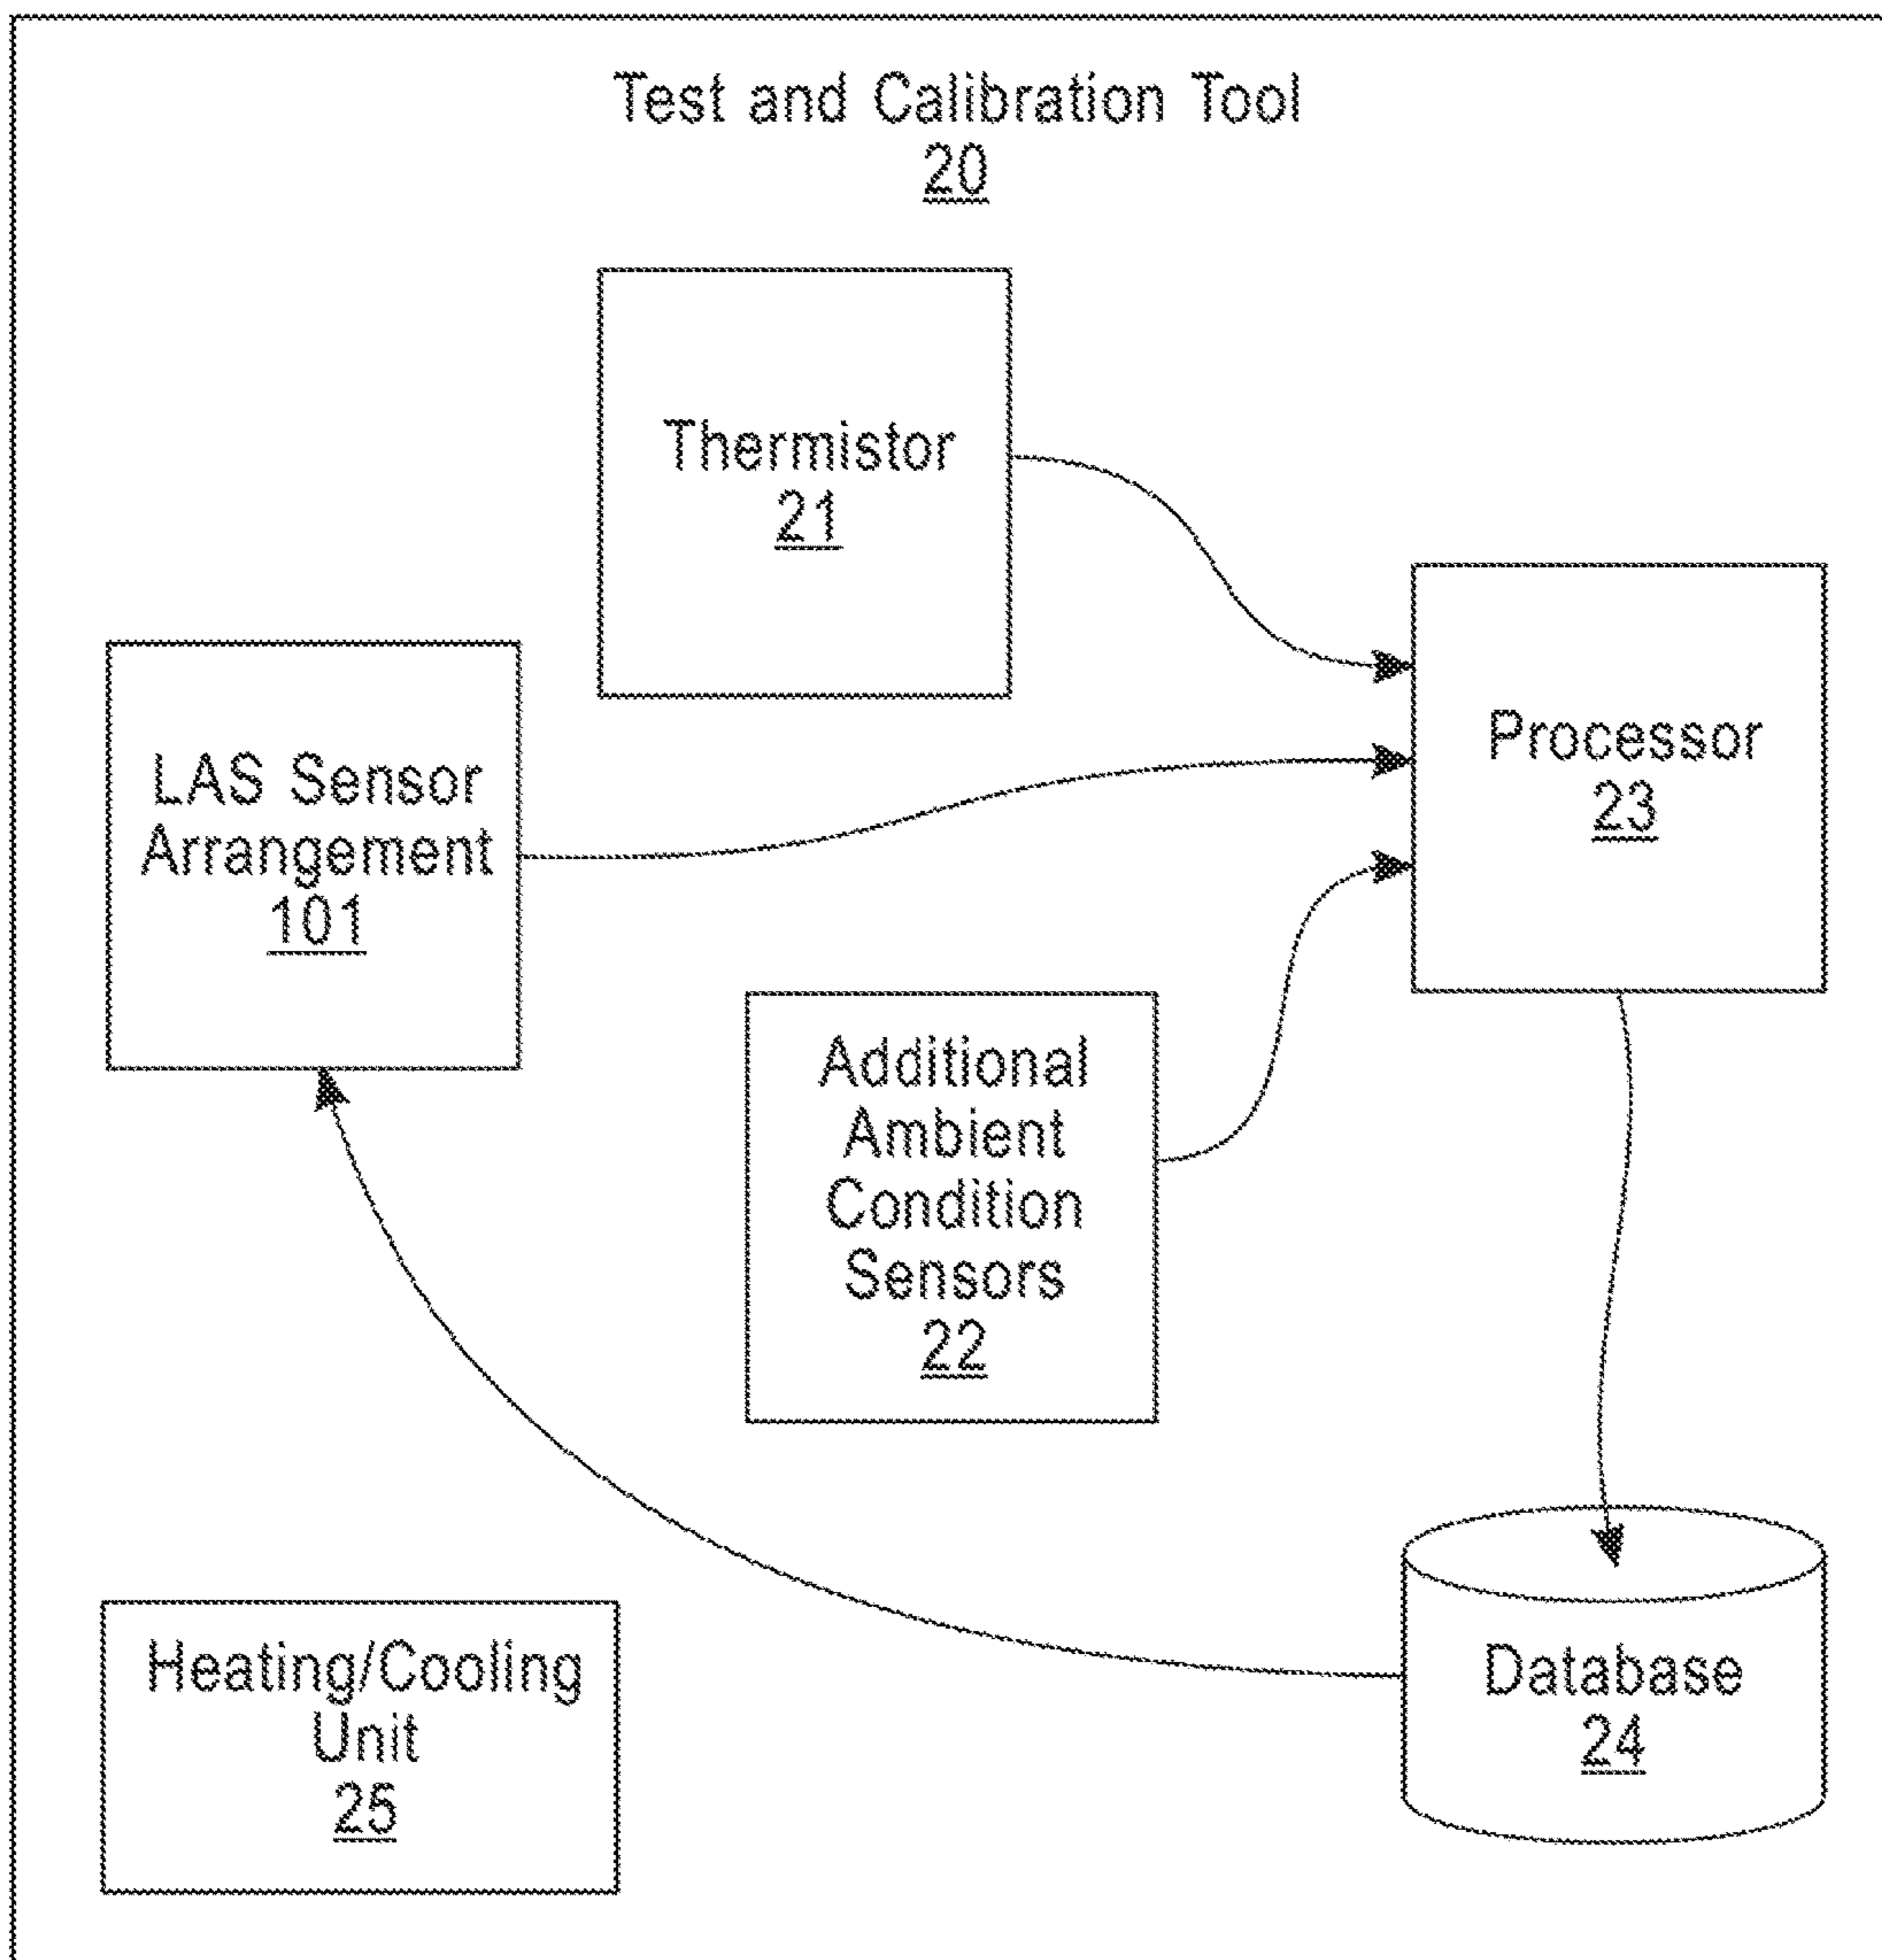 Test and Calibration Tool
20
Thermistor
21
Processor
23
LAS Sensor
Arrangement
101
Additional
Ambient
Condition
Sensors
22
Heating/Cooling
Unit
25
Database
24